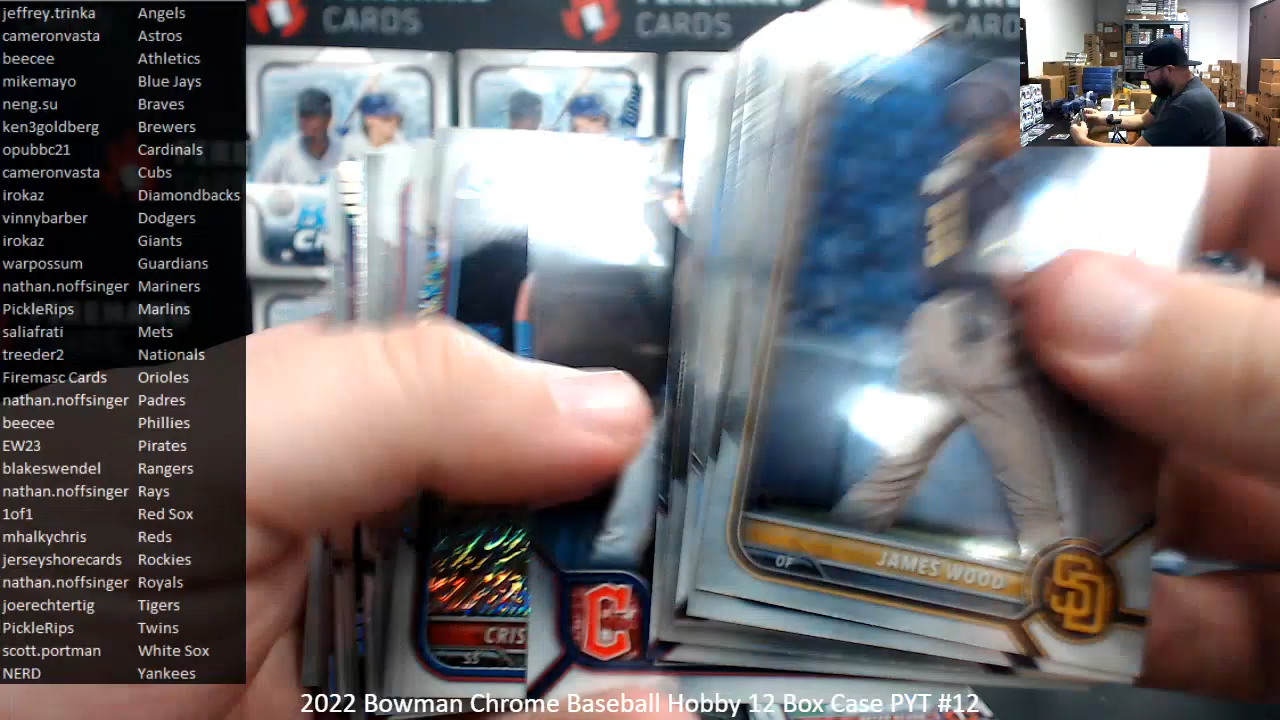 jeffrey.trinka Angels
cameronvasta Astros
beecee Athletics
mikemayo Blue Jays
neng.su Braves
ken3goldberg Brewers
opubbc21 Cardinals
cameronvasta Cubs
irokaz Diamondbacks
vinnybarber Dodgers
irokaz Giants
warpossum Guardians
nathan.noffsinger Mariners
PickleRips Marlins
saliafrati Mets
treeder2 Nationals
Firemasc Cards Orioles
nathan.noffsinger Padres
beecee Phillies
EW23 Pirates
blakeswendel Rangers
nathan.noffsinger Rays
1of1 Red Sox
mhalkychris Reds
jerseyshorecards Rockies
nathan.noffsinger Royals
joerechtertig Tigers
PickleRips Twins
scott.portman White Sox
NERD Yankees
CARDS
CARDS
OF JAMES WOOD
SD
C
CRIS
SS
2022 Bowman Chrome Baseball Hobby 12 Box Case PYT #12